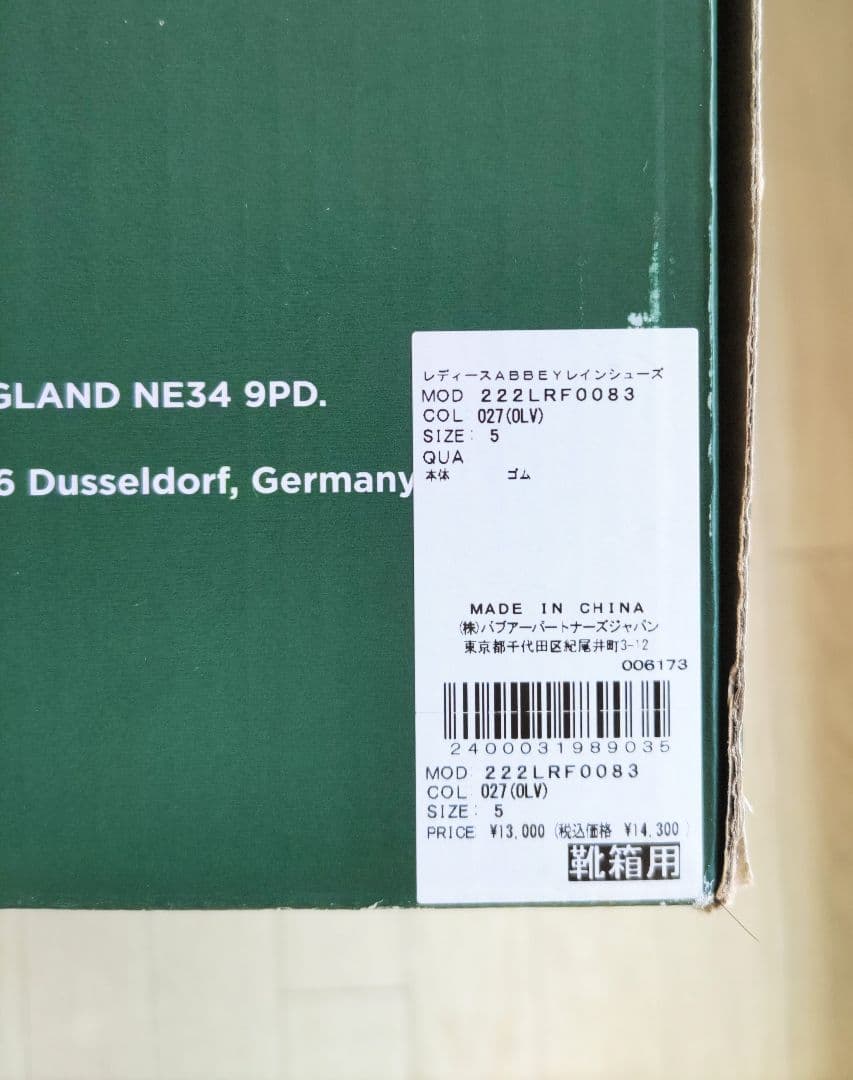 GLAND NE34 9PD.
6 Dusseldorf, Germany
レディースABBEYレインシューズ
MOD 222LRF0083
COL 027(OLV)
SIZE: 5
QUA
本体 ゴム
MADE IN CHINA
(株)バブアーパートナーズジャパン
東京都千代田区紀尾井町3-12
006173
2400031989035
MOD 222LRF0083
COL 027(OLV)
SIZE: 5
PRICE ¥13,000 (税込価格 ¥14,300)
靴箱用